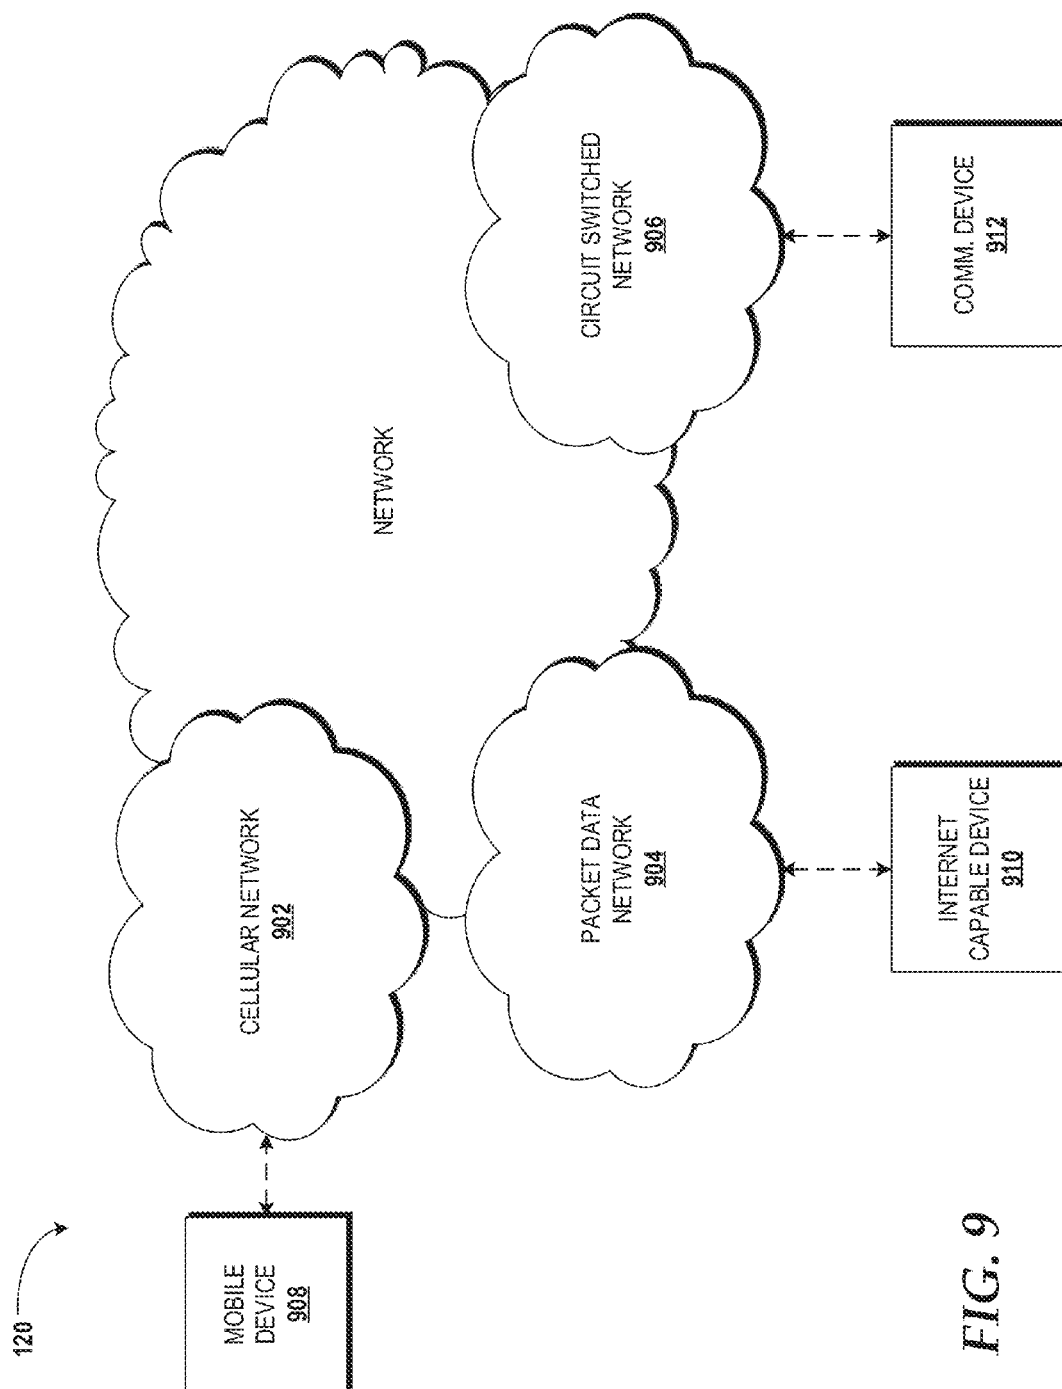 120
MOBILE
DEVICE
908
CELLULAR NETWORK
902
NETWORK
PACKET DATA
NETWORK
904
CIRCUIT SWITCHED
NETWORK
906
INTERNET
CAPABLE DEVICE
910
COMM. DEVICE
912
FIG. 9